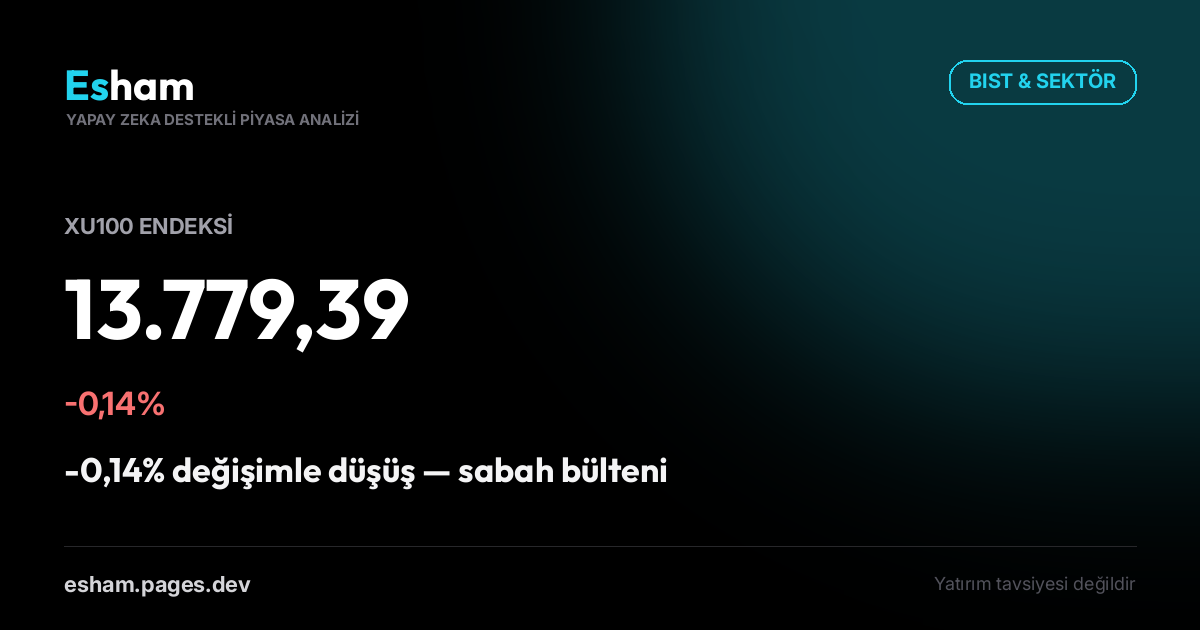 Esham
YAPAY ZEKA DESTEKLİ PİYASA ANALİZİ
BIST & SEKTÖR
XU100 ENDEKSİ
13.779,39
-0,14%
-0,14% değişimle düşüş — sabah bülteni
esham.pages.dev
Yatırım tavsiyesi değildir